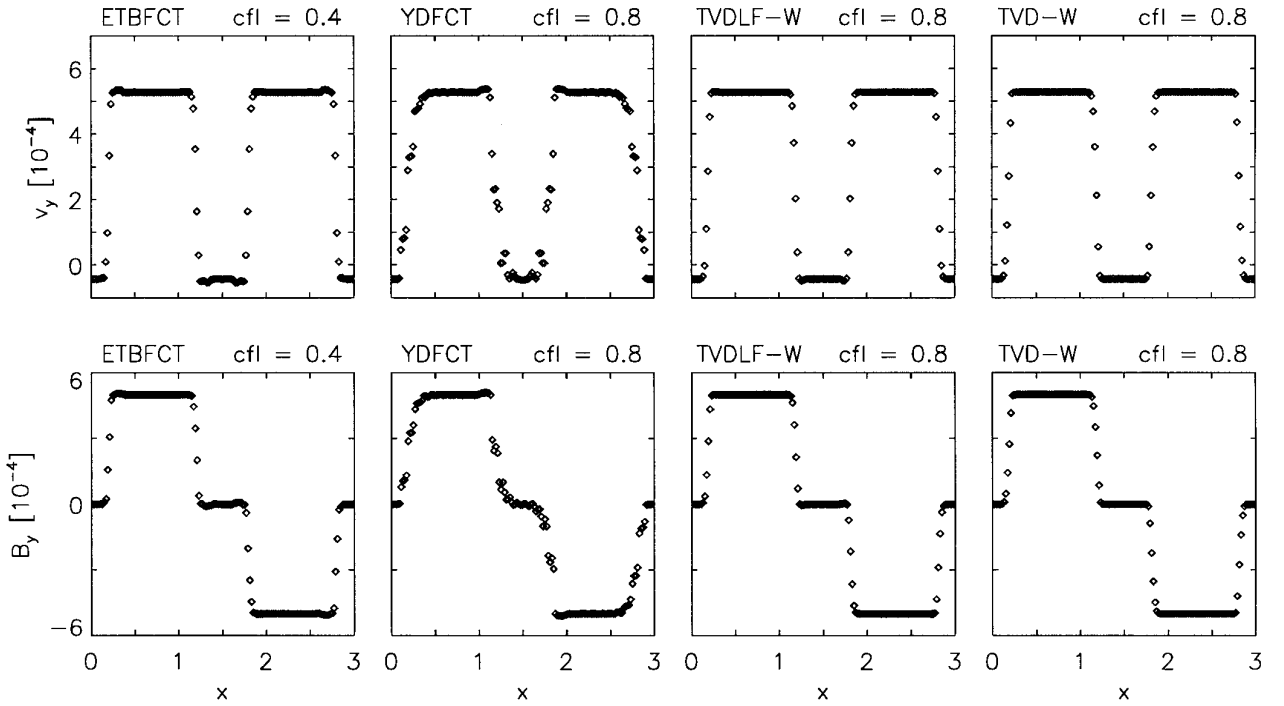 ETBFCT cfl = 0.4
YDFCT cfl = 0.8
TVDLF-W cfl = 0.8
TVD-W cfl = 0.8
v_y [10^-4]
6
4
2
0
ETBFCT cfl = 0.4
YDFCT cfl = 0.8
TVDLF-W cfl = 0.8
TVD-W cfl = 0.8
B_y [10^-4]
6
0
-6
0 1 2 3
0 1 2 3
0 1 2 3
0 1 2 3
x
x
x
x